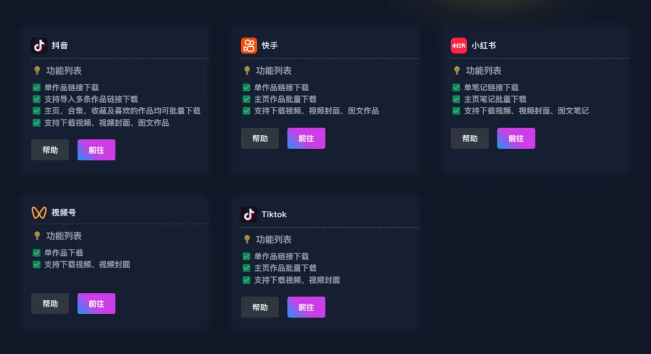 抖音
功能列表
单作品链接下载
支持导入多条作品链接下载
主页、合集、收藏及喜欢的作品均可批量下载
支持下载视频、视频封面、图文作品
帮助 前往
快手
功能列表
单作品链接下载
主页作品批量下载
支持下载视频、视频封面、图文作品
帮助 前往
小红书
小红书
功能列表
单笔记链接下载
主页笔记批量下载
支持下载视频、视频封面、图文笔记
帮助 前往
视频号
功能列表
单作品下载
支持下载视频、视频封面
帮助 前往
Tiktok
功能列表
单作品链接下载
主页作品批量下载
支持下载视频、视频封面
帮助 前往